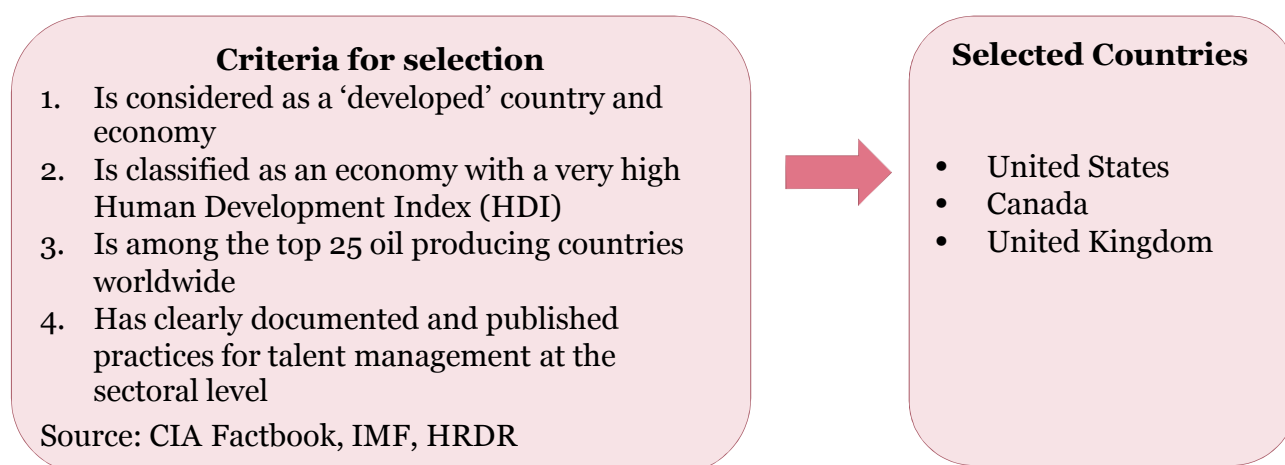 Criteria for selection
1. Is considered as a ‘developed’ country and
economy
2. Is classified as an economy with a very high
Human Development Index (HDI)
3. Is among the top 25 oil producing countries
worldwide
4. Has clearly documented and published
practices for talent management at the
sectoral level
Source: CIA Factbook, IMF, HRDR
Selected Countries
• United States
• Canada
• United Kingdom